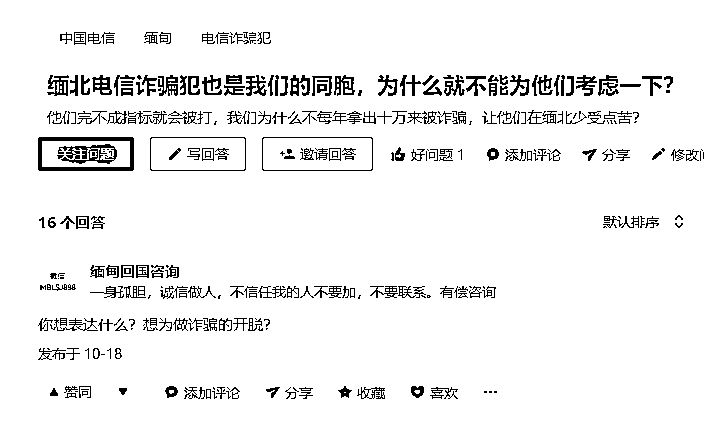 中国电信 缅甸 电信诈骗犯
缅北电信诈骗犯也是我们的同胞，为什么就不能为他们考虑一下？
他们完不成指标就会被打，我们为什么不每年拿出十万来被诈骗，让他们在缅北少受点苦？
关注问题 写回答 邀请回答 好问题 1 添加评论 分享 修改问
16 个回答 默认排序
缅甸回国咨询
一身孤胆，诚信做人，不信任我的人不要加，不要联系。有偿咨询
你想表达什么？想为做诈骗的开脱？
发布于 10-18
赞同 添加评论 分享 收藏 喜欢 …